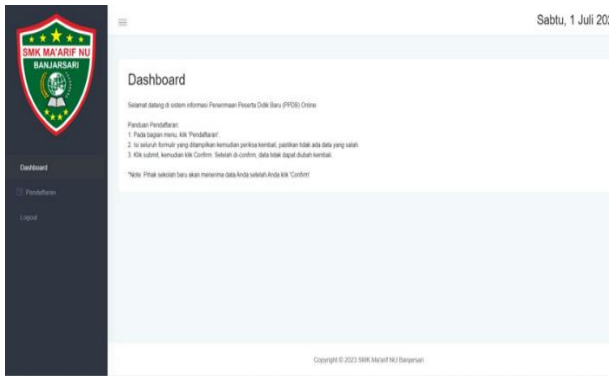 Sabtu, 1 Juli 202
SMK MA'ARIF NU
BANJARSARI
Dashboard
Selamat datang di sistem informasi Penerimaan Peserta Didik Baru (PPDB) Online
Panduan Pendaftaran:
1. Pada bagian menu, klik 'Pendaftaran'.
2. Isi seluruh formulir yang ditampilkan kemudian periksa kembali, pastikan tidak ada data yang salah.
3. Klik submit, kemudian klik Confirm. Setelah di-confirm, data tidak dapat diubah kembali.
*Note: Pihak sekolah baru akan menerima data Anda setelah Anda klik 'Confirm'
Dashboard
Pendaftaran
Logout
Copyright © 2023 SMK Ma'arif NU Banjarsari